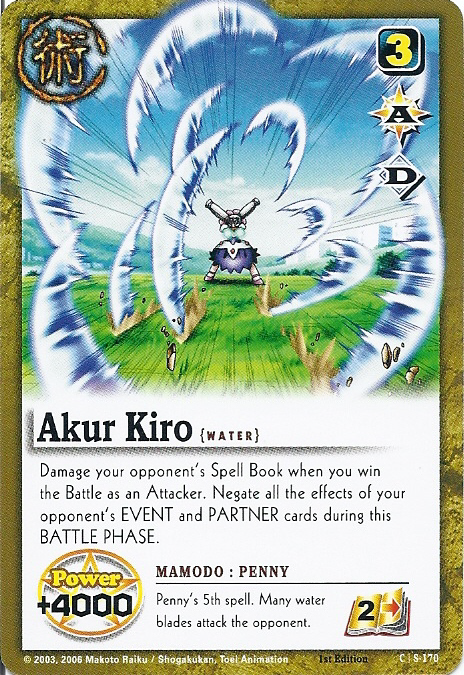 術
3
A
D
Akur Kiro {WATER}
Damage your opponent's Spell Book when you win
the Battle as an Attacker. Negate all the effects of your
opponent's EVENT and PARTNER cards during this
BATTLE PHASE.
Power
+4000
MAMODO : PENNY
Penny's 5th spell. Many water
blades attack the opponent.
2
© 2003, 2006 Makoto Raiku / Shogakukan, Toei Animation 1st Edition C | S-170